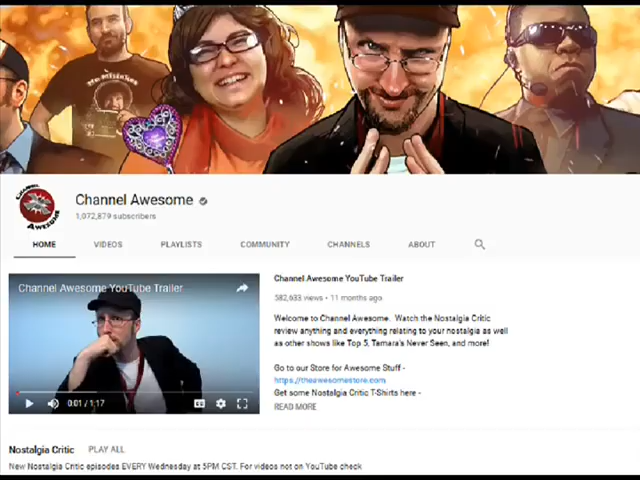 No Mistakes
CHANNEL
AWESOME
Channel Awesome
1,072,879 subscribers
HOME VIDEOS PLAYLISTS COMMUNITY CHANNELS ABOUT
Channel Awesome YouTube Trailer
0:01 / 1:17
Channel Awesome YouTube Trailer
582,633 views • 11 months ago
Welcome to Channel Awesome. Watch the Nostalgia Critic
review anything and everything relating to your nostalgia as well
as other shows like Top 5, Tamara's Never Seen, and more!
Go to our Store for Awesome Stuff -
https://theawesomestore.com
Get some Nostalgia Critic T-Shirts here -
READ MORE
Nostalgia Critic PLAY ALL
New Nostalgia Critic episodes EVERY Wednesday at 5PM CST. For videos not on YouTube check